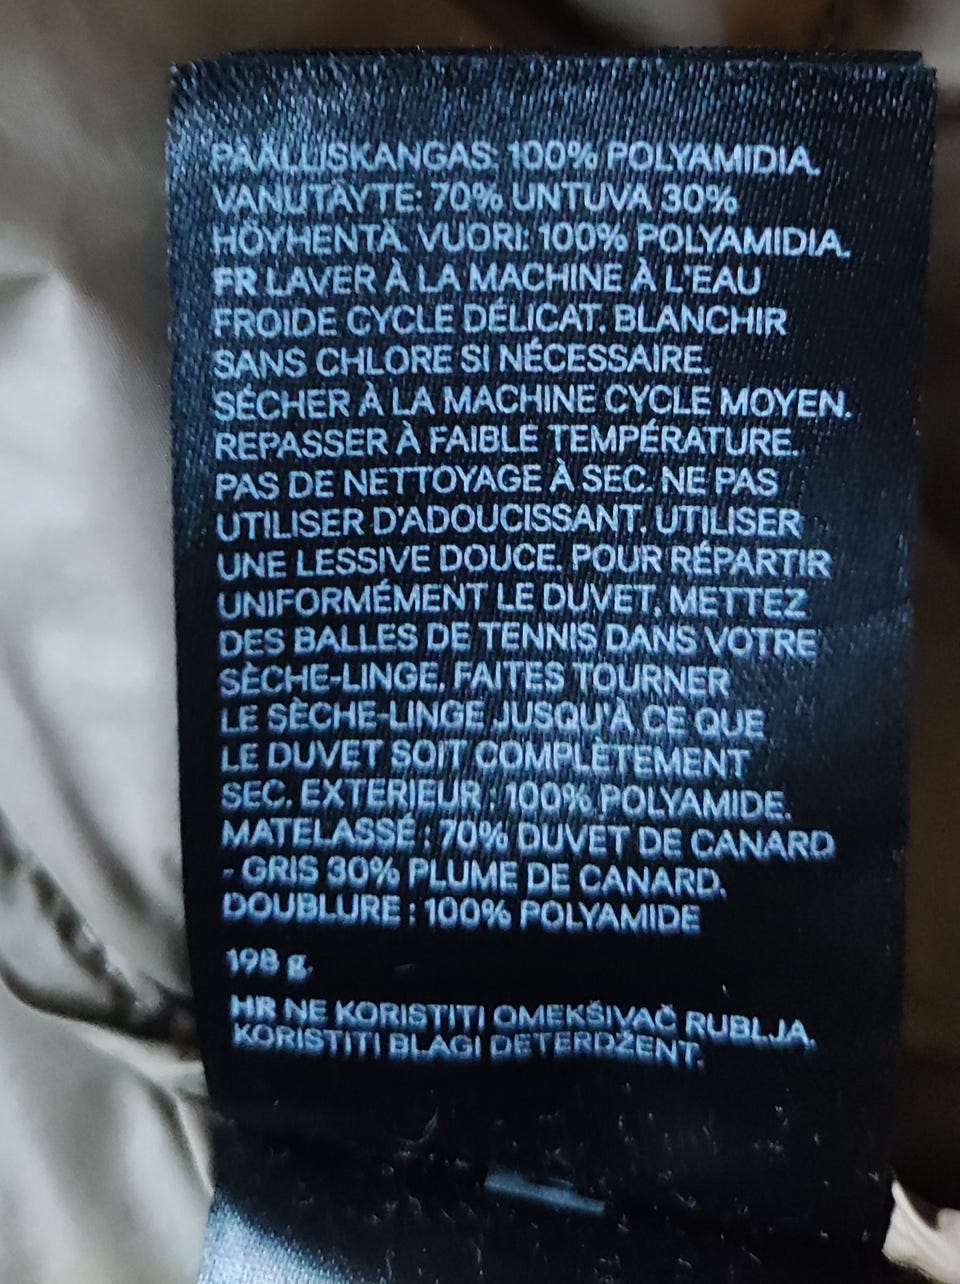 PÄÄLLISKANGAS: 100% POLYAMIDIA.
VANUTÄYTE: 70% UNTUVA 30%
HÖYHENTÄ. VUORI: 100% POLYAMIDIA.
FR LAVER À LA MACHINE À L'EAU
FROIDE CYCLE DÉLICAT. BLANCHIR
SANS CHLORE SI NÉCESSAIRE.
SÉCHER À LA MACHINE CYCLE MOYEN.
REPASSER À FAIBLE TEMPÉRATURE.
PAS DE NETTOYAGE À SEC. NE PAS
UTILISER D'ADOUCISSANT. UTILISER
UNE LESSIVE DOUCE. POUR RÉPARTIR
UNIFORMÉMENT LE DUVET, METTEZ
DES BALLES DE TENNIS DANS VOTRE
SÈCHE-LINGE. FAITES TOURNER
LE SÈCHE-LINGE JUSQU'À CE QUE
LE DUVET SOIT COMPLÈTEMENT
SEC. EXTERIEUR : 100% POLYAMIDE.
MATELASSÉ : 70% DUVET DE CANARD
- GRIS 30% PLUME DE CANARD.
DOUBLURE : 100% POLYAMIDE
198 g.
HR NE KORISTITI OMEKŠIVAČ RUBLJA.
KORISTITI BLAGI DETERDŽENT.